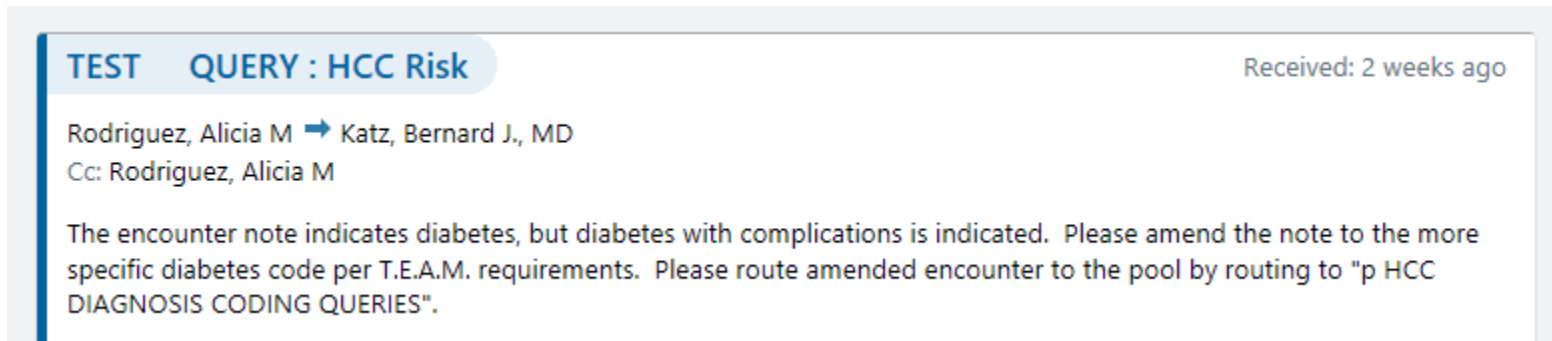 TEST QUERY : HCC Risk
Received: 2 weeks ago
Rodriguez, Alicia M ➡ Katz, Bernard J., MD
Cc: Rodriguez, Alicia M
The encounter note indicates diabetes, but diabetes with complications is indicated.  Please amend the note to the more
specific diabetes code per T.E.A.M. requirements.  Please route amended encounter to the pool by routing to "p HCC
DIAGNOSIS CODING QUERIES".